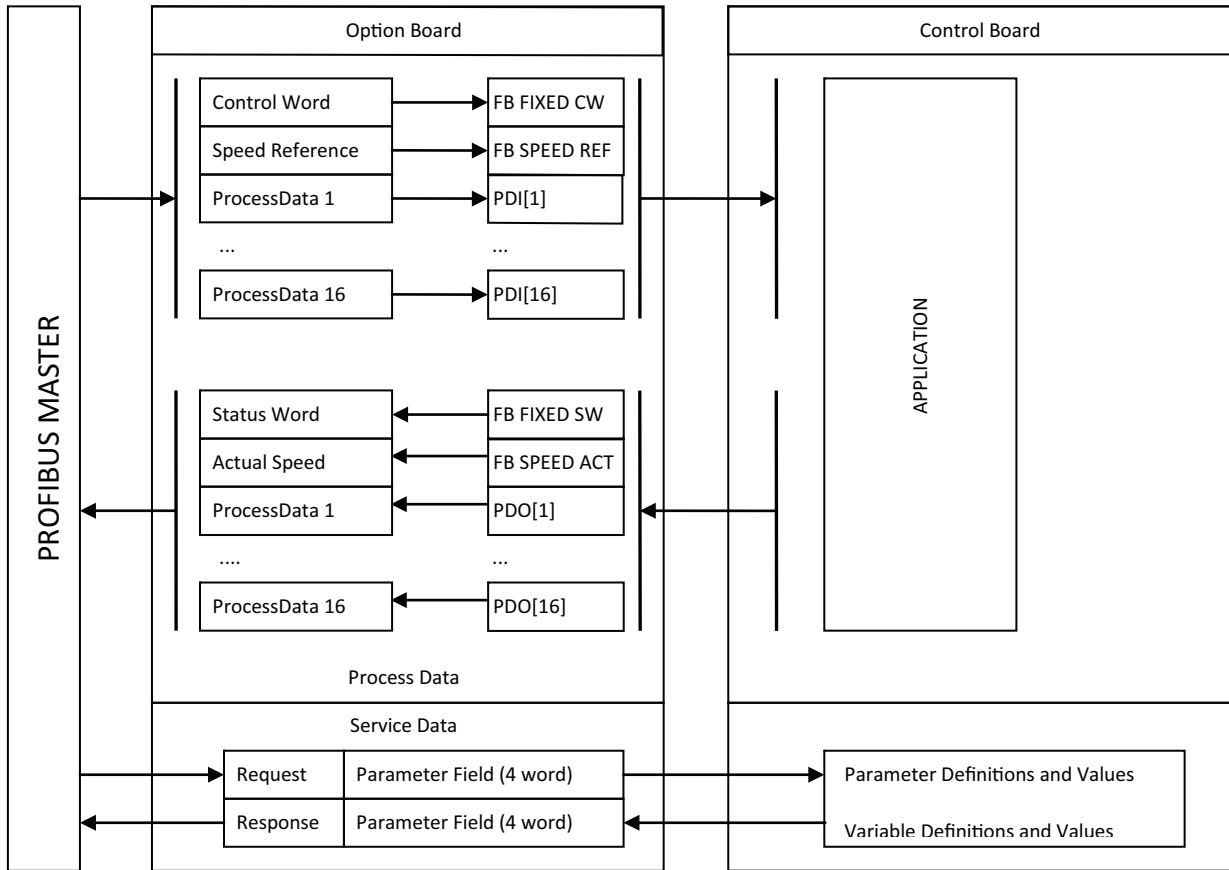 PROFIBUS MASTER
Option Board
Control Board
Control Word
FB FIXED CW
Speed Reference
FB SPEED REF
ProcessData 1
PDI[1]
...
...
ProcessData 16
PDI[16]
APPLICATION
Status Word
FB FIXED SW
Actual Speed
FB SPEED ACT
ProcessData 1
PDO[1]
....
...
ProcessData 16
PDO[16]
Process Data
Service Data
Request
Parameter Field (4 word)
Parameter Definitions and Values
Response
Parameter Field (4 word)
Variable Definitions and Values